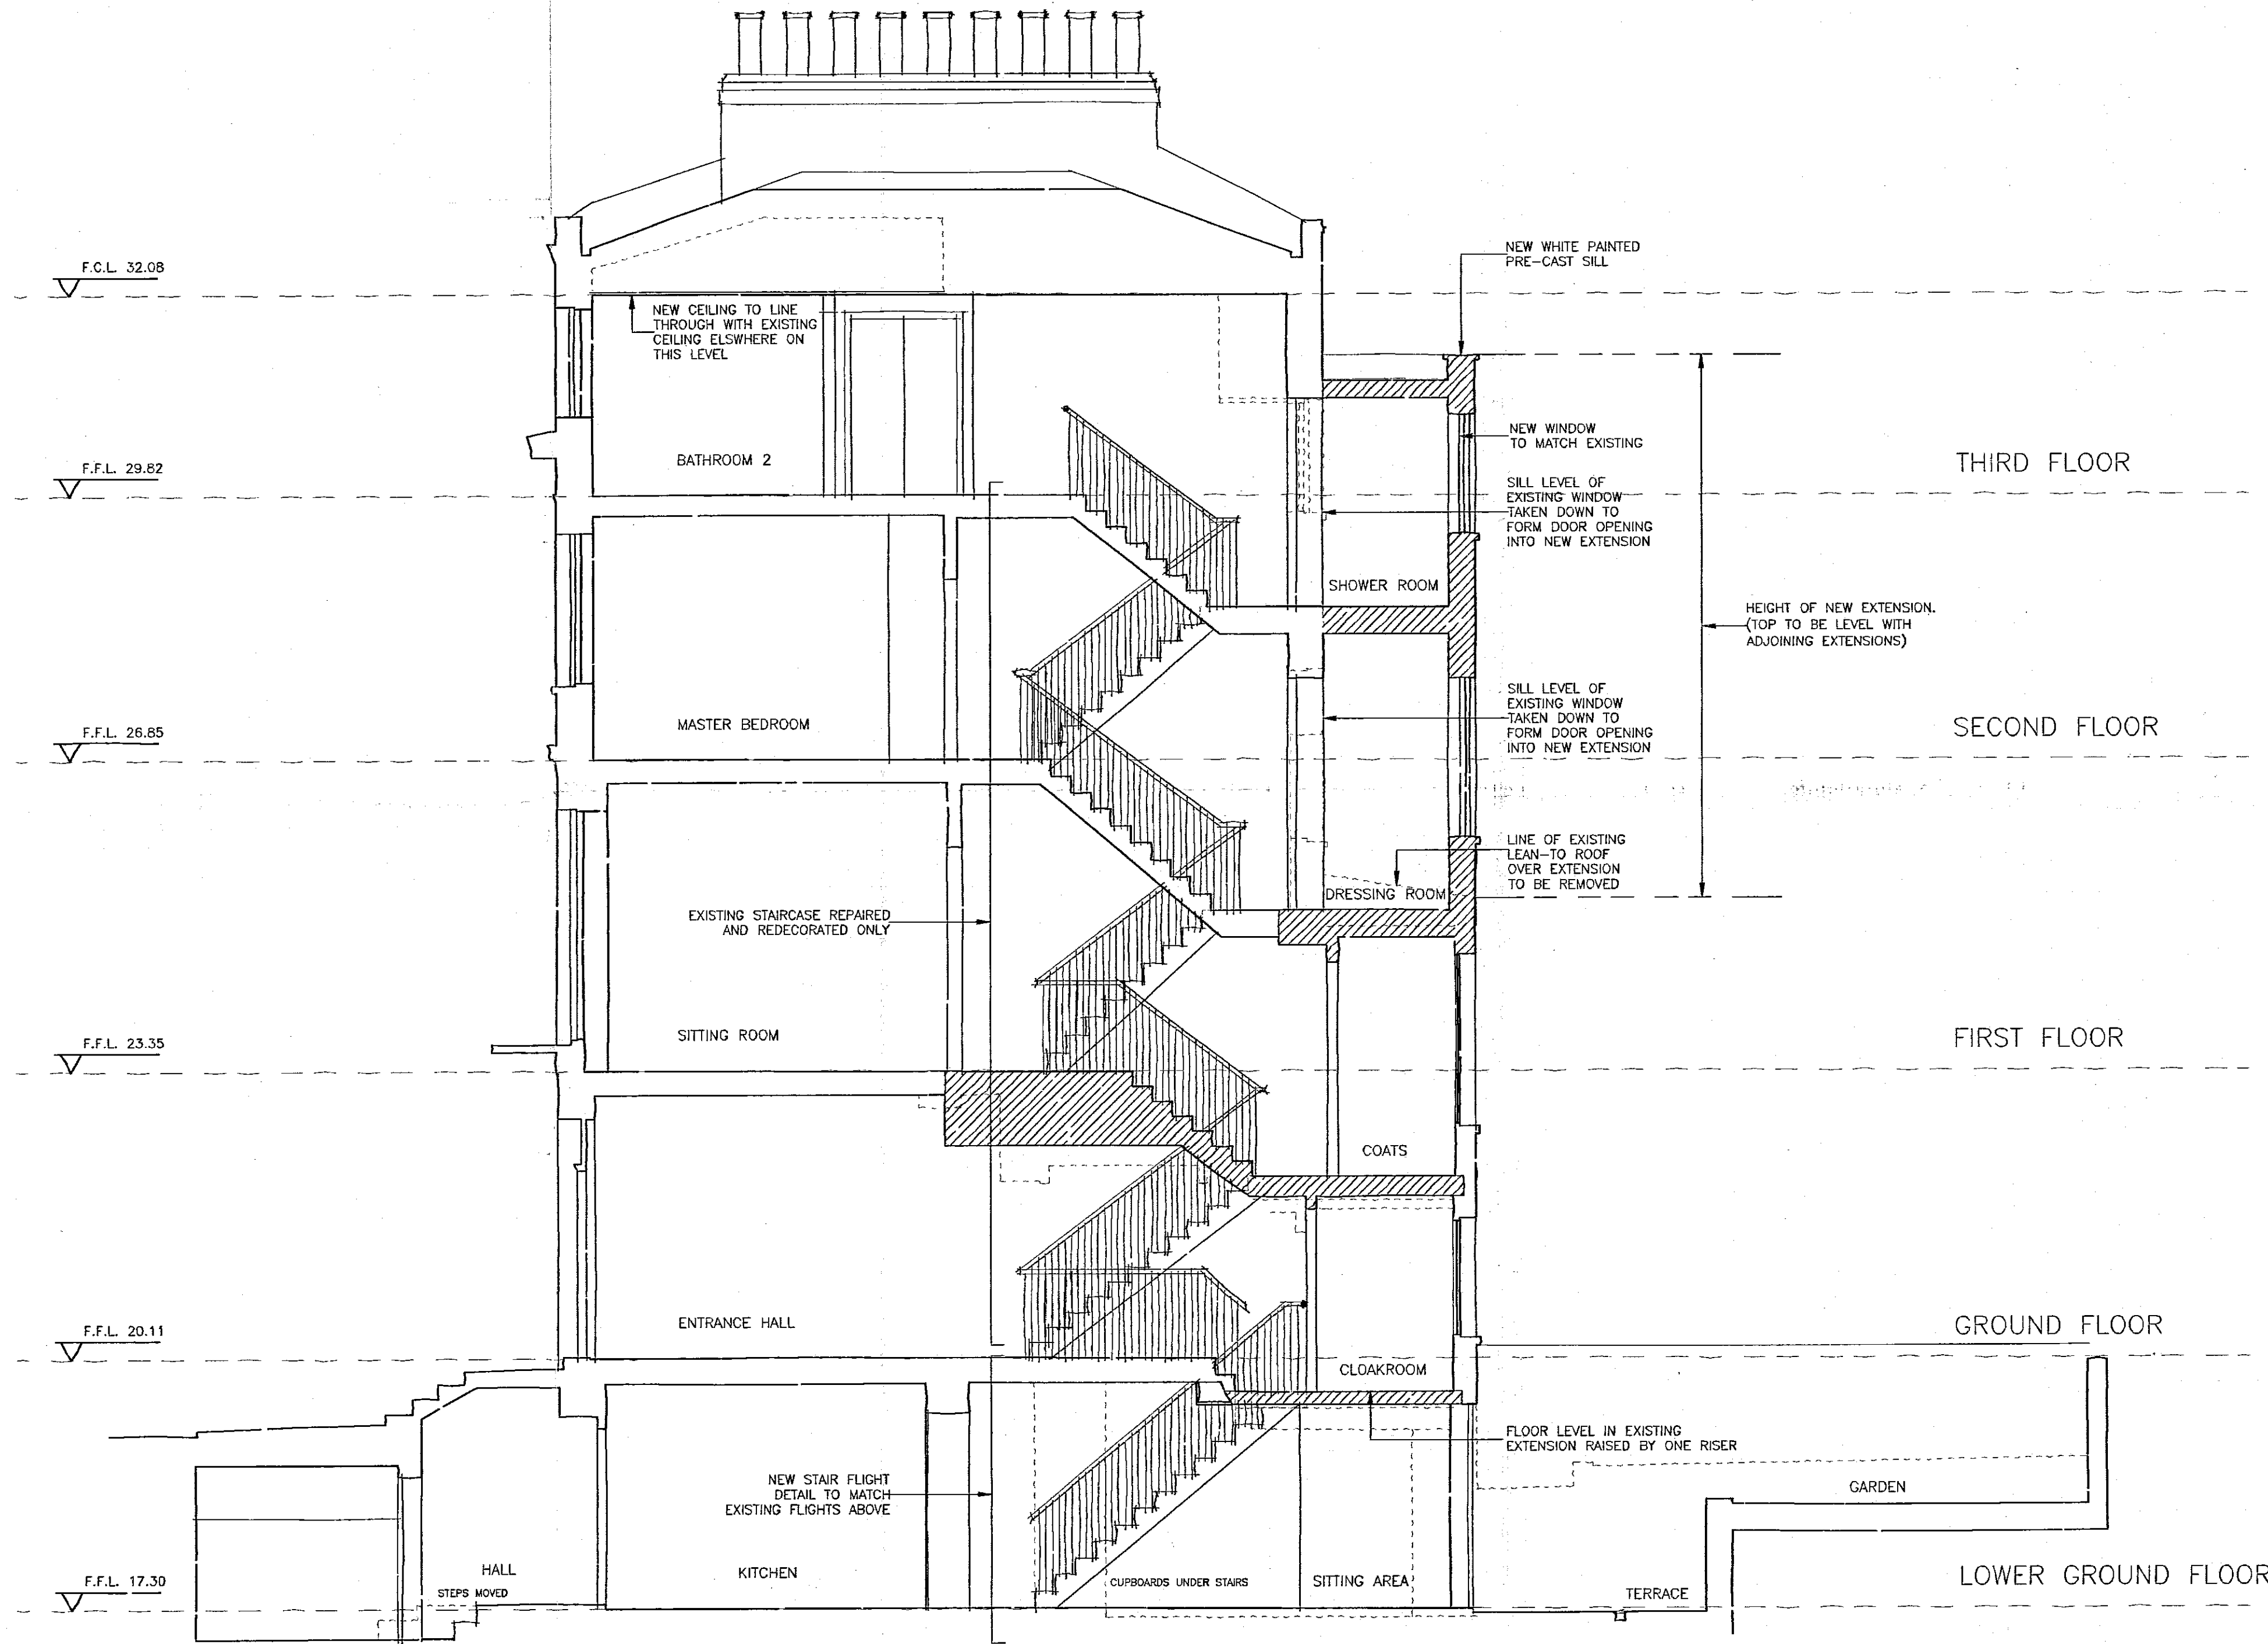 F.C.L. 32.08
NEW CEILING TO LINE
THROUGH WITH EXISTING
CEILING ELSWHERE ON
THIS LEVEL
NEW WHITE PAINTED
PRE-CAST SILL
NEW WINDOW
TO MATCH EXISTING
BATHROOM 2
F.F.L. 29.82
THIRD FLOOR
SILL LEVEL OF
EXISTING WINDOW
TAKEN DOWN TO
FORM DOOR OPENING
INTO NEW EXTENSION
SHOWER ROOM
HEIGHT OF NEW EXTENSION.
(TOP TO BE LEVEL WITH
ADJOINING EXTENSIONS)
SILL LEVEL OF
EXISTING WINDOW
TAKEN DOWN TO
FORM DOOR OPENING
INTO NEW EXTENSION
MASTER BEDROOM
F.F.L. 26.85
SECOND FLOOR
LINE OF EXISTING
LEAN-TO ROOF
OVER EXTENSION
TO BE REMOVED
DRESSING ROOM
EXISTING STAIRCASE REPAIRED
AND REDECORATED ONLY
SITTING ROOM
F.F.L. 23.35
FIRST FLOOR
COATS
ENTRANCE HALL
F.F.L. 20.11
GROUND FLOOR
CLOAKROOM
FLOOR LEVEL IN EXISTING
EXTENSION RAISED BY ONE RISER
NEW STAIR FLIGHT
DETAIL TO MATCH
EXISTING FLIGHTS ABOVE
GARDEN
HALL
STEPS MOVED
KITCHEN
CUPBOARDS UNDER STAIRS
SITTING AREA
TERRACE
F.F.L. 17.30
LOWER GROUND FLOOR